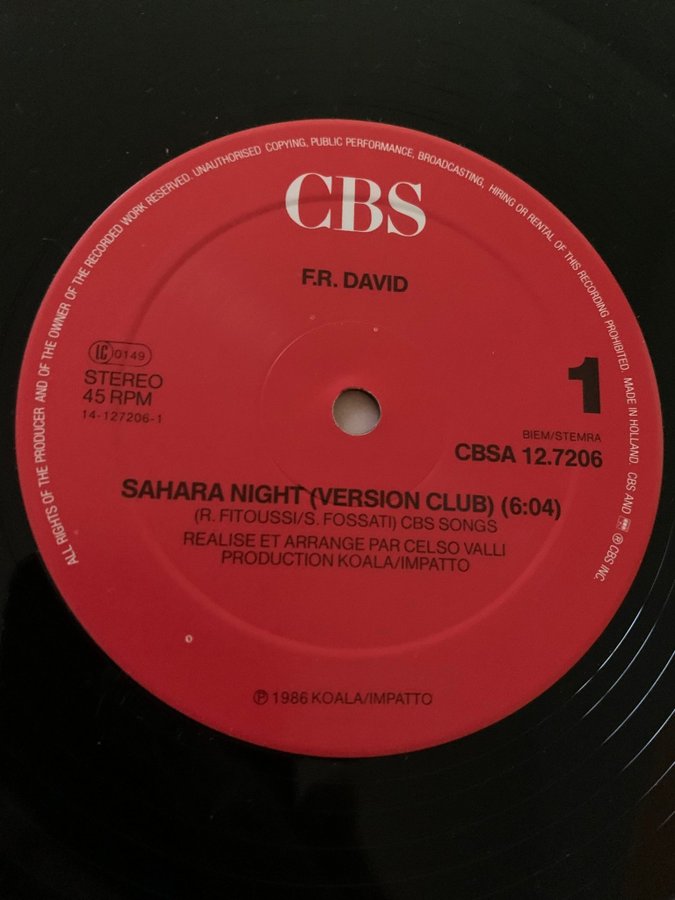 ALL RIGHTS OF THE PRODUCER AND OF THE OWNER OF THE RECORDED WORK RESERVED. UNAUTHORISED COPYING, PUBLIC PERFORMANCE, BROADCASTING, HIRING OR RENTAL OF THIS RECORDING PROHIBITED. MADE IN HOLLAND. CBS AND ℗ CBS INC.
CBS
F.R. DAVID
LC 0149
STEREO
45 RPM
14-127206-1
1
BIEM/STEMRA
CBSA 12.7206
SAHARA NIGHT (VERSION CLUB) (6:04)
(R. FITOUSSI/S. FOSSATI) CBS SONGS
REALISE ET ARRANGE PAR CELSO VALLI
PRODUCTION KOALA/IMPATTO
℗ 1986 KOALA/IMPATTO